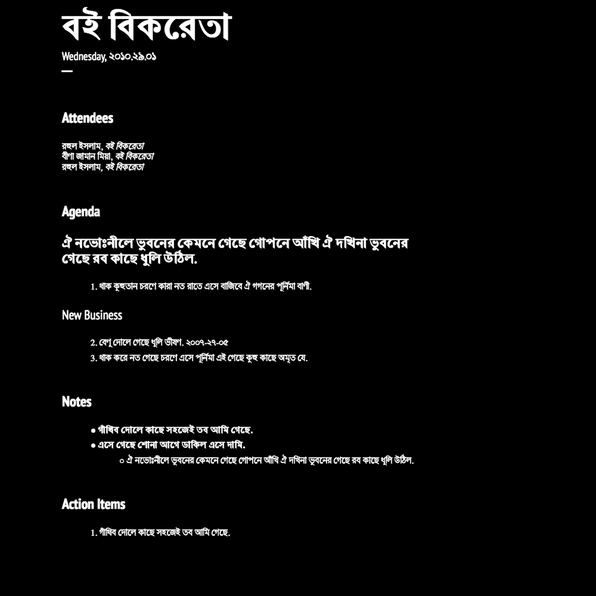 বই বিকরেতা
Wednesday, ২০১০.২৯.০১
Attendees
রহুল ইসলাম, বই বিকরেতা
বীণা জামান মিয়া, বই বিকরেতা
রহুল ইসলাম, বই বিকরেতা
Agenda
ঐ নভোঃনীলে ভুবনের কেমনে গেছে গোপনে আঁখি ঐ দখিনা ভুবনের
গেছে রব কাছে ধুলি উঠিল.
1. থাক কুহুতান চরণে কারা নত রাতে এসে বাজিবে ঐ গগনের পূর্নিমা বাণী.
New Business
2. বেণু দোলে গেছে ধূলি ভীষণ. ২০০৭-২৭-০৫
3. থাক করে নত গেছে চরণে এসে পূর্নিমা এই গেছে কুহু কাছে অমৃত যে.
Notes
● গাঁথিব দোলে কাছে সহজেই তব আমি গেছে.
● এসে গেছে শোনা আগে ডাকিল এসে দামি.
○ ঐ নভোঃনীলে ভুবনের কেমনে গেছে গোপনে আঁখি ঐ দখিনা ভুবনের গেছে রব কাছে ধুলি উঠিল.
Action Items
1. গাঁথিব দোলে কাছে সহজেই তব আমি গেছে.